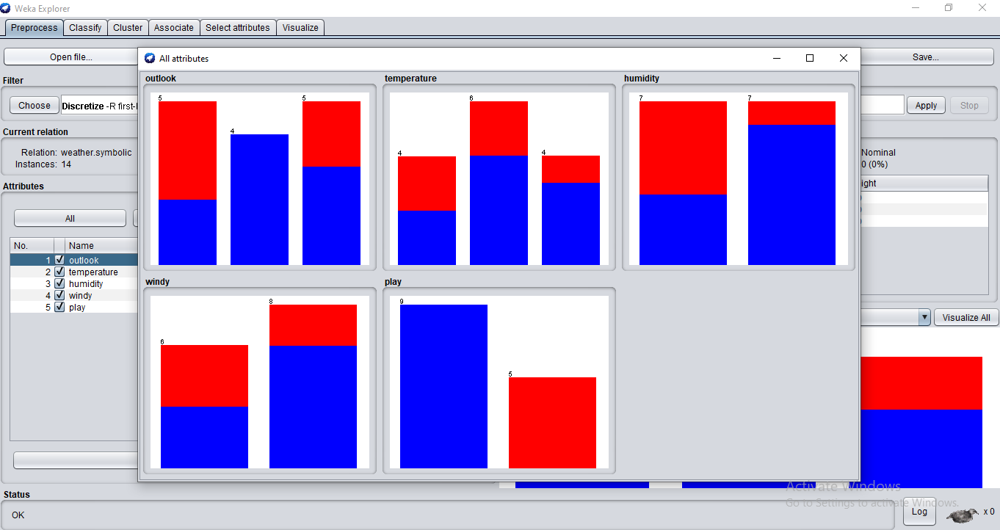 Weka Explorer
Preprocess Classify Cluster Associate Select attributes Visualize
Open file...
Save...
All attributes
Filter
Choose Discretize -R first-l
Apply Stop
Current relation
Relation: weather.symbolic
Instances: 14
Nominal
0 (0%)
ight
Attributes
All
No. Name
1 outlook
2 temperature
3 humidity
4 windy
5 play
Visualize All
outlook
5 4 5
temperature
4 6 4
humidity
7 7
windy
6 8
play
9 5
Activate Windows
Go to Settings to activate Windows.
Status
OK
Log
x 0